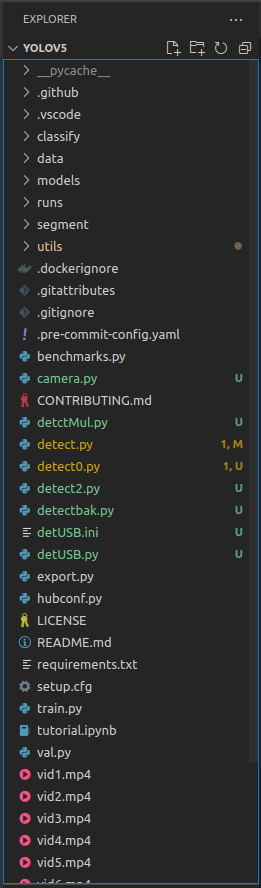 EXPLORER
YOLOV5
__pycache__
.github
.vscode
classify
data
models
runs
segment
utils
.dockerignore
.gitattributes
.gitignore
.pre-commit-config.yaml
benchmarks.py
camera.py U
CONTRIBUTING.md
detctMul.py U
detect.py 1, M
detect0.py 1, U
detect2.py U
detectbak.py U
detUSB.ini U
detUSB.py U
export.py
hubconf.py
LICENSE
README.md
requirements.txt
setup.cfg
train.py
tutorial.ipynb
val.py
vid1.mp4
vid2.mp4
vid3.mp4
vid4.mp4
vid5.mp4